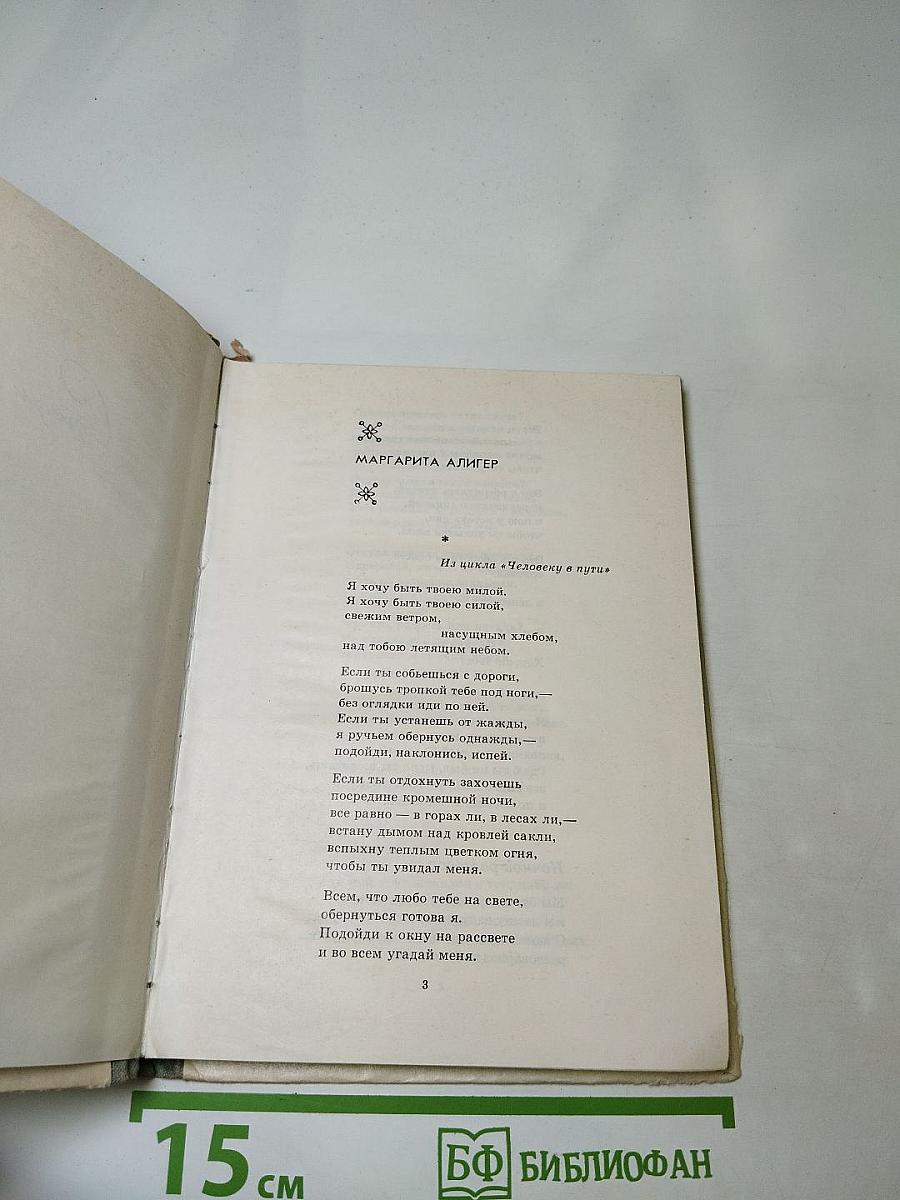 МАРГАРИТА АЛИГЕР
*
Из цикла «Человеку в пути»
Я хочу быть твоею милой.
Я хочу быть твоею силой,
свежим ветром,
насущным хлебом,
над тобою летящим небом.
Если ты собьешься с дороги,
брошусь тропкой тебе под ноги,—
без оглядки иди по ней.
Если ты устанешь от жажды,
я ручьем обернусь однажды,—
подойди, наклонись, испей.
Если ты отдохнуть захочешь
посредине кромешной ночи,
все равно — в горах ли, в лесах ли,—
встану дымом над кровлей сакли,
вспыхну теплым цветком огня,
чтобы ты увидал меня.
Всем, что любо тебе на свете,
обернуться готова я.
Подойди к окну на рассвете
и во всем угадай меня.
3
15 см
БФ БИБЛИОФАН